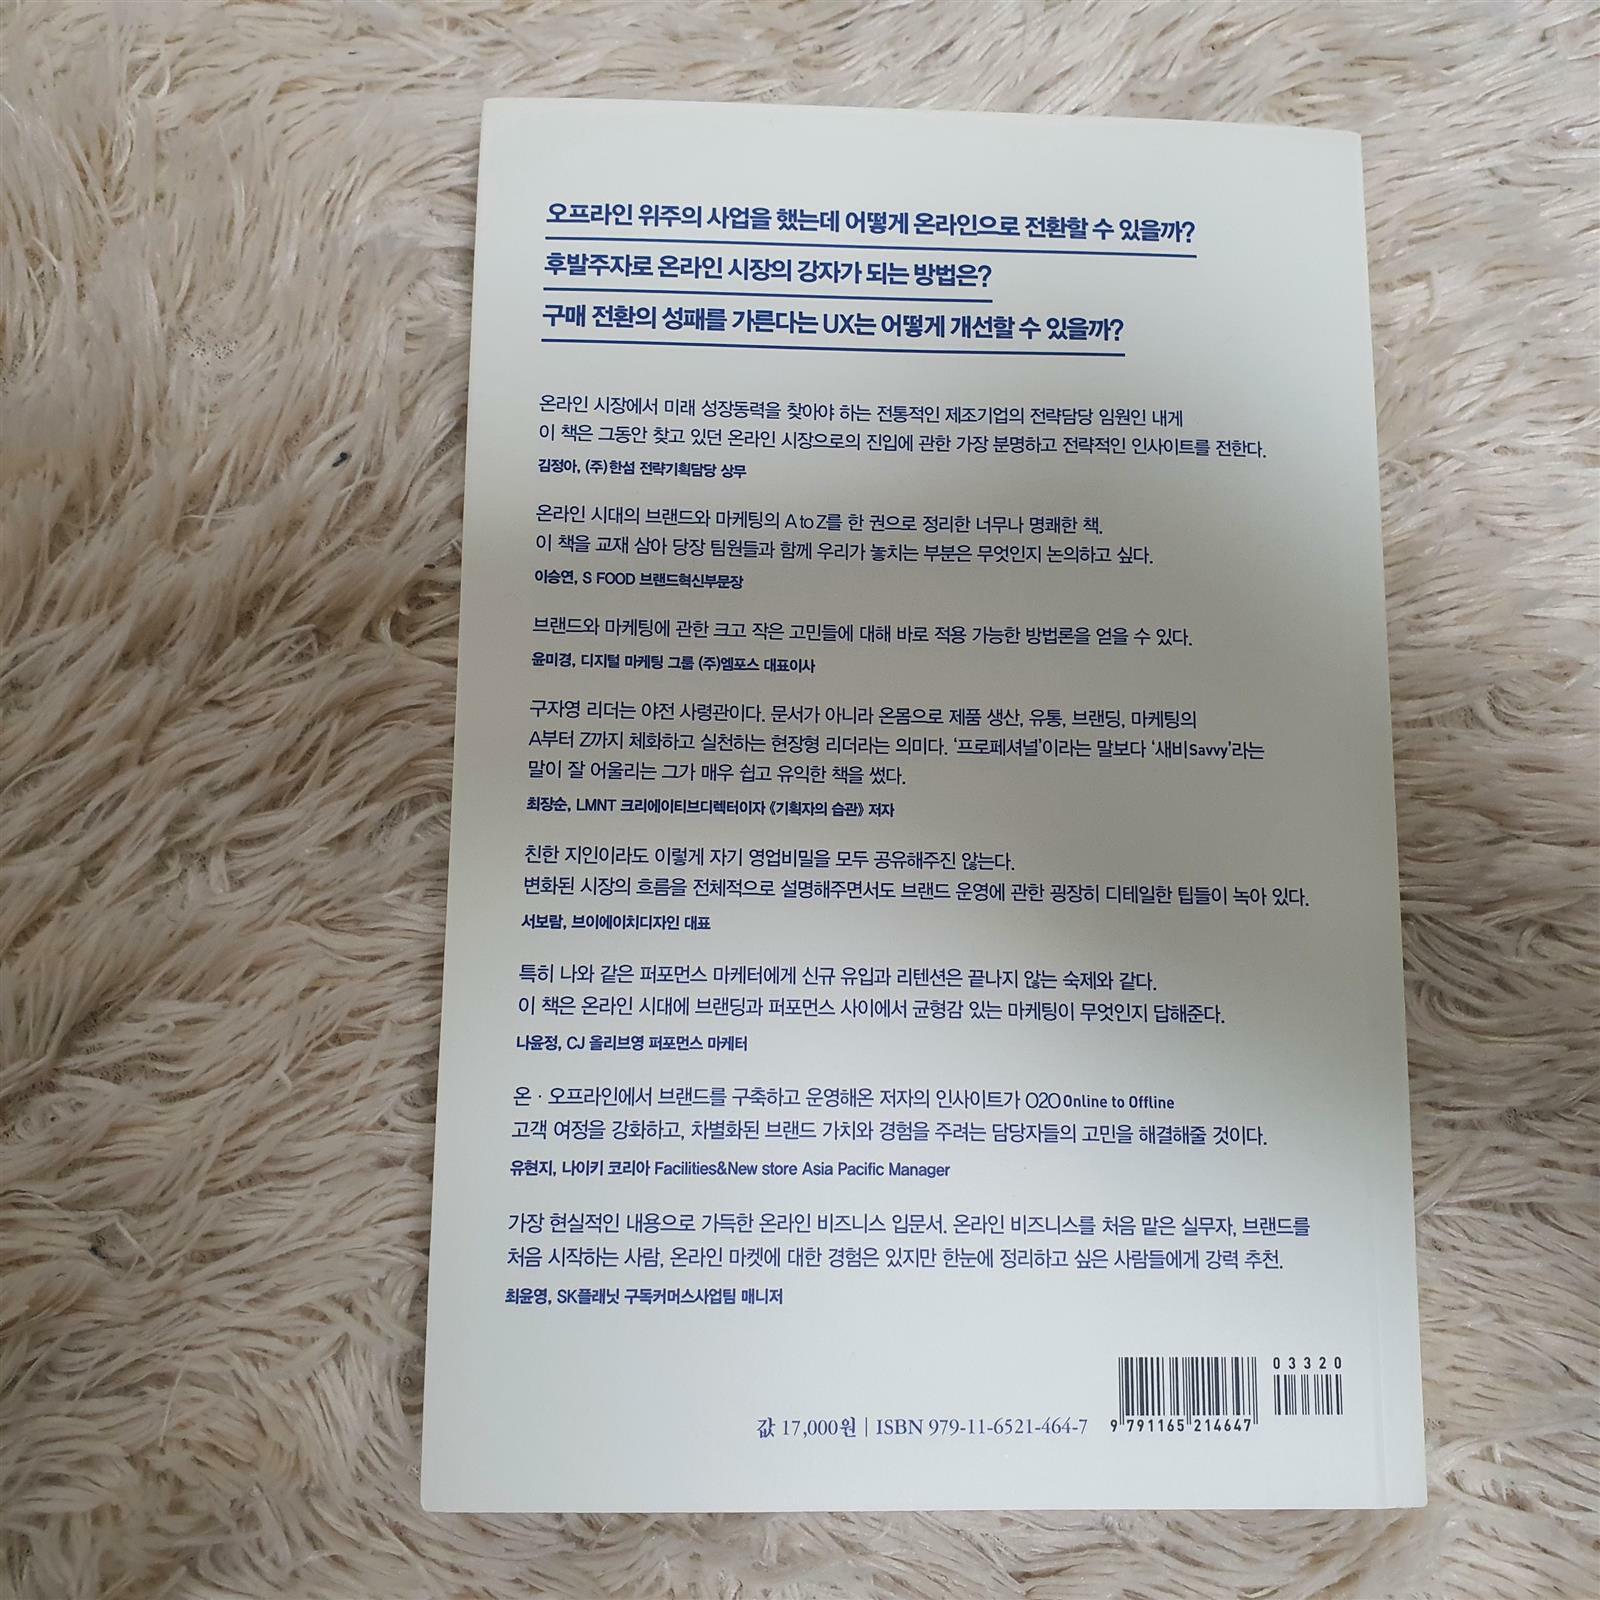 오프라인 위주의 사업을 했는데 어떻게 온라인으로 전환할 수 있을까?
후발주자로 온라인 시장의 강자가 되는 방법은?
구매 전환의 성패를 가른다는 UX는 어떻게 개선할 수 있을까?
온라인 시장에서 미래 성장동력을 찾아야 하는 전통적인 제조기업의 전략담당 임원인 내게
이 책은 그동안 찾고 있던 온라인 시장으로의 진입에 관한 가장 분명하고 전략적인 인사이트를 전한다.
김정아, (주)한섬 전략기획담당 상무
온라인 시대의 브랜드와 마케팅의 A to Z를 한 권으로 정리한 너무나 명쾌한 책.
이 책을 교재 삼아 당장 팀원들과 함께 우리가 놓치는 부분은 무엇인지 논의하고 싶다.
이승연, S FOOD 브랜드혁신부문장
브랜드와 마케팅에 관한 크고 작은 고민들에 대해 바로 적용 가능한 방법론을 얻을 수 있다.
윤미경, 디지털 마케팅 그룹 (주)엠포스 대표이사
구자영 리더는 야전 사령관이다. 문서가 아니라 온몸으로 제품 생산, 유통, 브랜딩, 마케팅의
A부터 Z까지 체화하고 실천하는 현장형 리더라는 의미다. ‘프로페셔널’이라는 말보다 ‘새비Savvy’라는
말이 잘 어울리는 그가 매우 쉽고 유익한 책을 썼다.
최장순, LMNT 크리에이티브디렉터이자 《기획자의 습관》 저자
친한 지인이라도 이렇게 자기 영업비밀을 모두 공유해주진 않는다.
변화된 시장의 흐름을 전체적으로 설명해주면서도 브랜드 운영에 관한 굉장히 디테일한 팁들이 녹아 있다.
서보람, 브이에이치디자인 대표
특히 나와 같은 퍼포먼스 마케터에게 신규 유입과 리텐션은 끝나지 않는 숙제와 같다.
이 책은 온라인 시대에 브랜딩과 퍼포먼스 사이에서 균형감 있는 마케팅이 무엇인지 답해준다.
나윤정, CJ 올리브영 퍼포먼스 마케터
온 · 오프라인에서 브랜드를 구축하고 운영해온 저자의 인사이트가 O2O Online to Offline
고객 여정을 강화하고, 차별화된 브랜드 가치와 경험을 주려는 담당자들의 고민을 해결해줄 것이다.
유현지, 나이키 코리아 Facilities&New store Asia Pacific Manager
가장 현실적인 내용으로 가득한 온라인 비즈니스 입문서. 온라인 비즈니스를 처음 맡은 실무자, 브랜드를
처음 시작하는 사람, 온라인 마켓에 대한 경험은 있지만 한눈에 정리하고 싶은 사람들에게 강력 추천.
최윤영, SK플래닛 구독커머스사업팀 매니저
03320
값 17,000원 | ISBN 979-11-6521-464-7
9 791165 214647